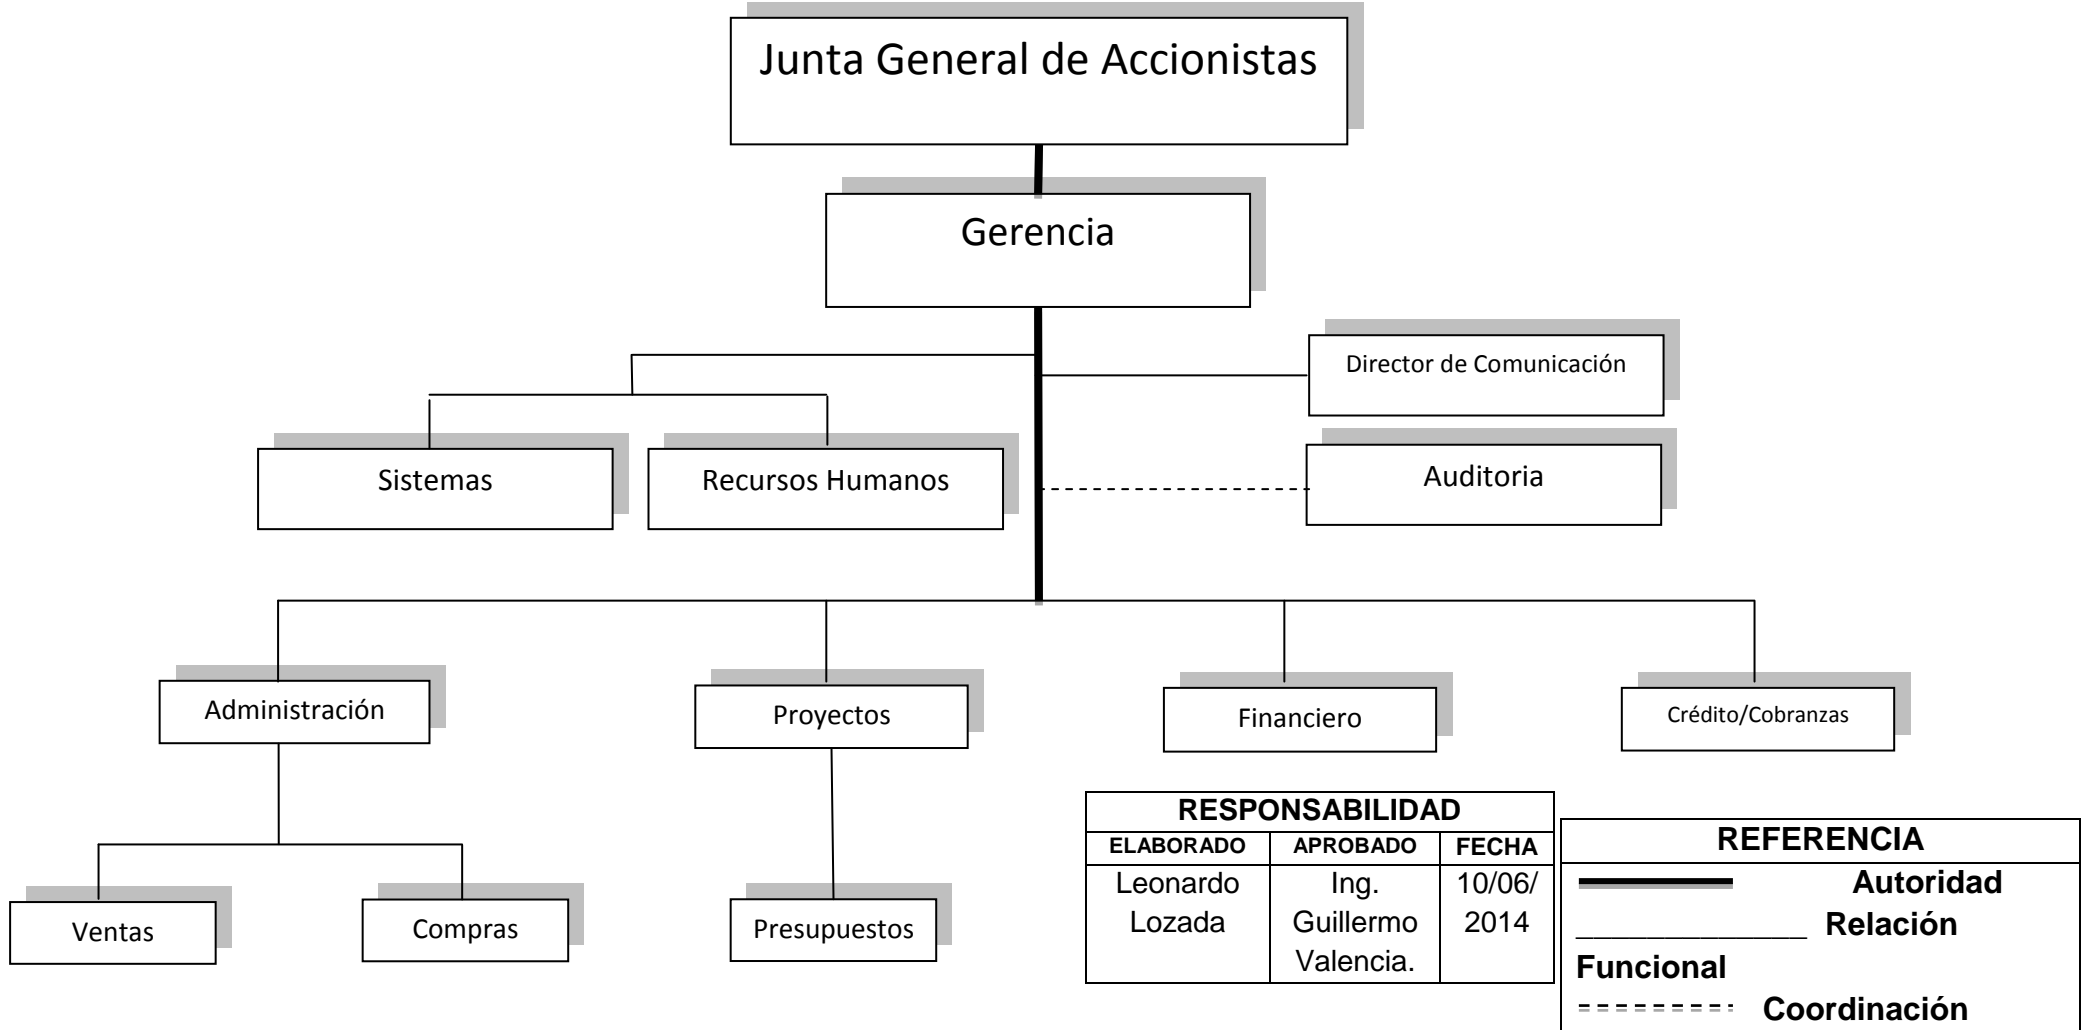 Junta General de Accionistas
Gerencia
Director de Comunicación
Sistemas
Recursos Humanos
Auditoria
Administración
Proyectos
Financiero
Crédito/Cobranzas
Ventas
Compras
Presupuestos
RESPONSABILIDAD
ELABORADO APROBADO FECHA
Leonardo
Lozada
Ing.
Guillermo
Valencia.
10/06/
2014
REFERENCIA
Autoridad
Relación
Funcional
Coordinación